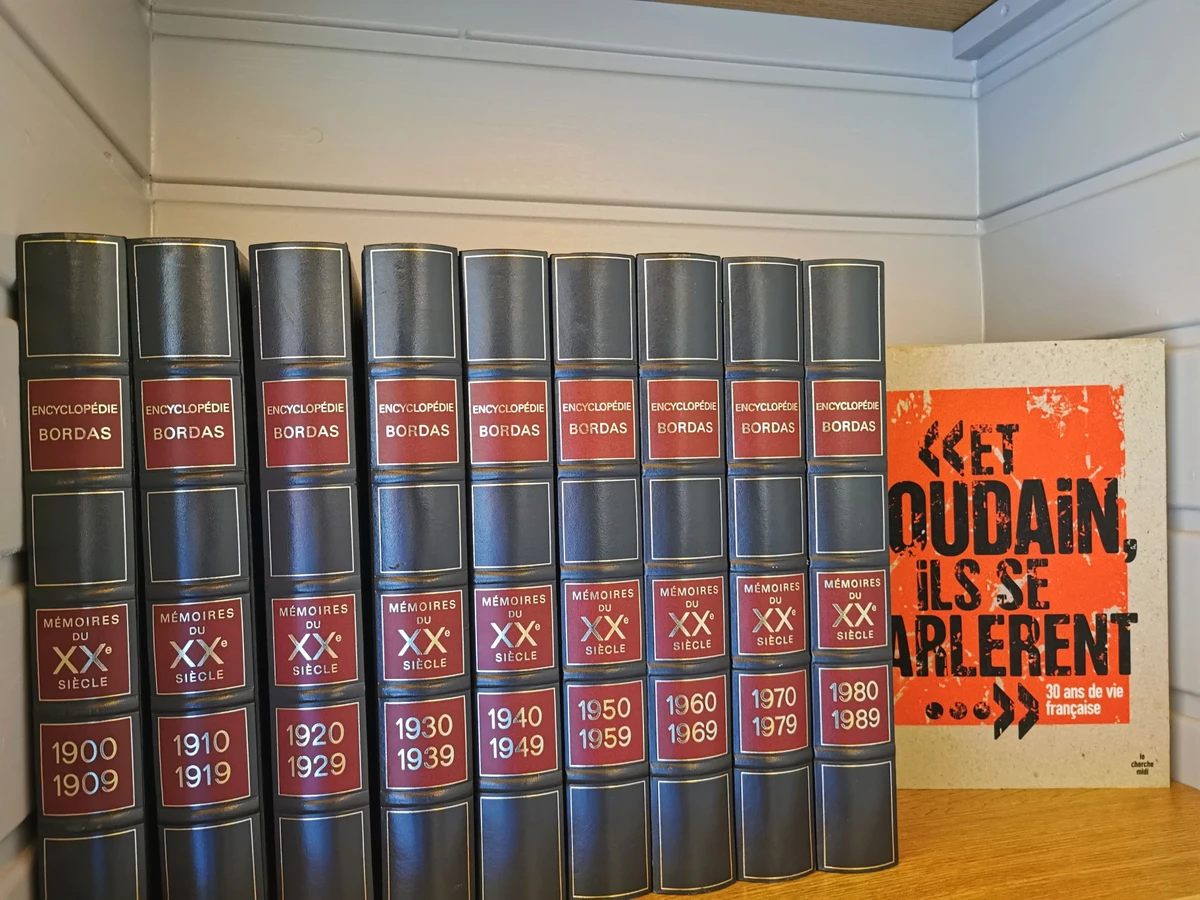 ENCYCLOPÉDIE
BORDAS
MÉMOIRES
DU
XXe
SIÈCLE
1900
1909
ENCYCLOPÉDIE
BORDAS
MÉMOIRES
DU
XXe
SIÈCLE
1910
1919
ENCYCLOPÉDIE
BORDAS
MÉMOIRES
DU
XXe
SIÈCLE
1920
1929
ENCYCLOPÉDIE
BORDAS
MÉMOIRES
DU
XXe
SIÈCLE
1930
1939
ENCYCLOPÉDIE
BORDAS
MÉMOIRES
DU
XXe
SIÈCLE
1940
1949
ENCYCLOPÉDIE
BORDAS
MÉMOIRES
DU
XXe
SIÈCLE
1950
1959
ENCYCLOPÉDIE
BORDAS
MÉMOIRES
DU
XXe
SIÈCLE
1960
1969
ENCYCLOPÉDIE
BORDAS
MÉMOIRES
DU
XXe
SIÈCLE
1970
1979
ENCYCLOPÉDIE
BORDAS
MÉMOIRES
DU
XXe
SIÈCLE
1980
1989
«ET
OUDAiN,
iLS SE
ARLERENT
...»
30 ans de vie
française
le
cherche
midi